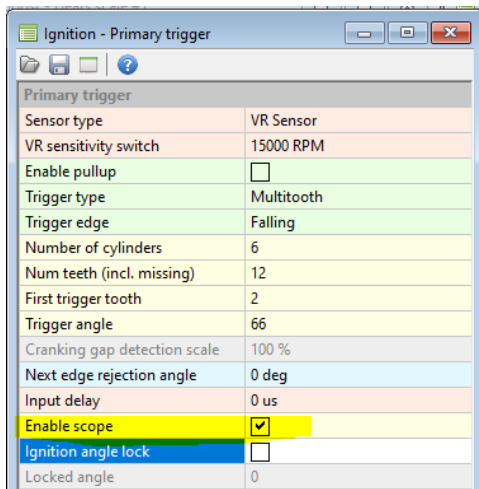 Ignition - Primary trigger
Primary trigger
Sensor type VR Sensor
VR sensitivity switch 15000 RPM
Enable pullup
Trigger type Multitooth
Trigger edge Falling
Number of cylinders 6
Num teeth (incl. missing) 12
First trigger tooth 2
Trigger angle 66
Cranking gap detection scale 100 %
Next edge rejection angle 0 deg
Input delay 0 us
Enable scope
Ignition angle lock
Locked angle 0